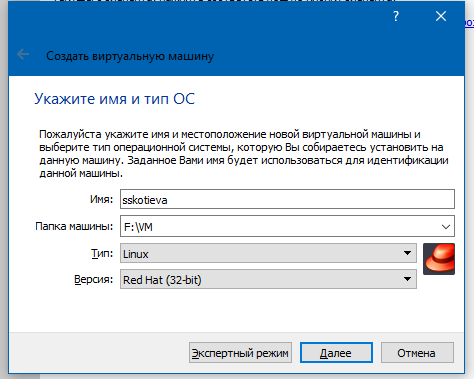 ?
Создать виртуальную машину
Укажите имя и тип ОС
Пожалуйста укажите имя и местоположение новой виртуальной машины и
выберите тип операционной системы, которую Вы собираетесь установить на
данную машину. Заданное Вами имя будет использоваться для идентификации
данной машины.
Имя: sskotieva
Папка машины: F:\VM
Тип: Linux
Версия: Red Hat (32-bit)
Экспертный режим Далее Отмена